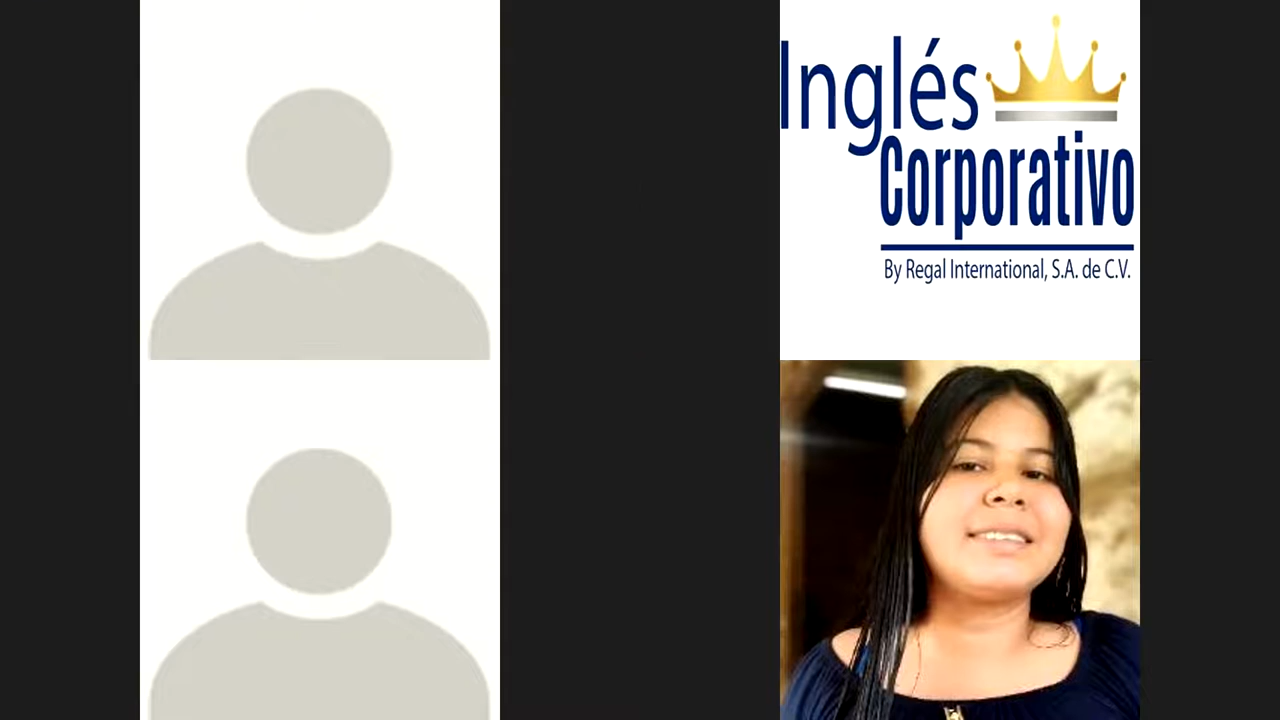 Inglés
Corporativo
By Regal International, S.A. de C.V.